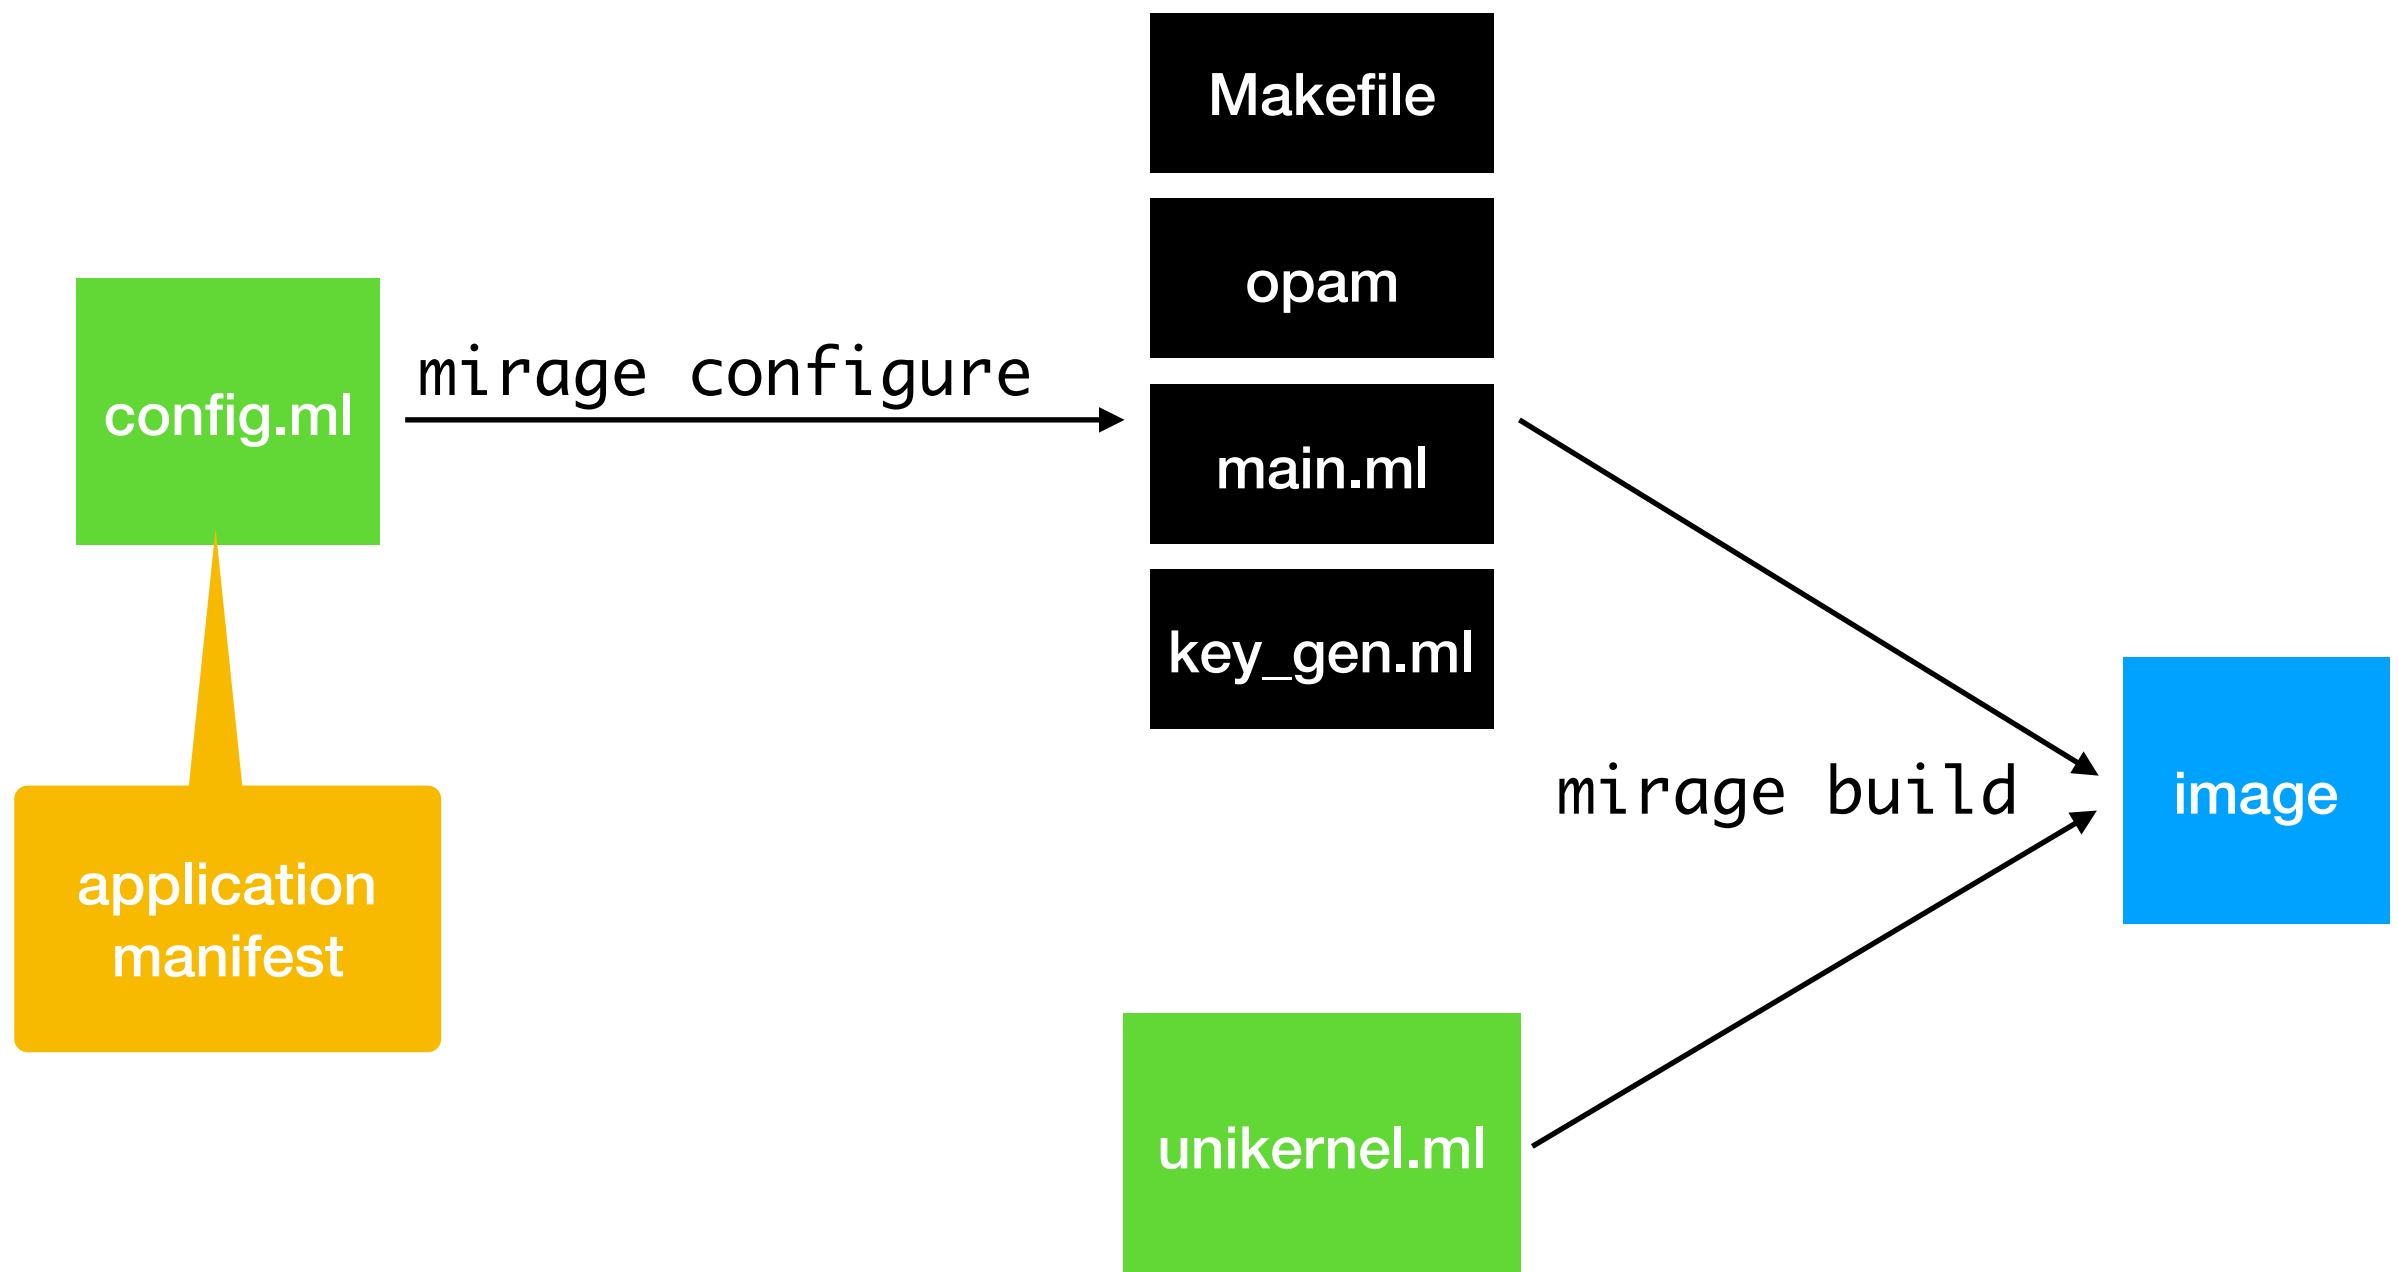 Makefile
opam
main.ml
key_gen.ml
config.ml
mirage configure
application
manifest
mirage build
image
unikernel.ml